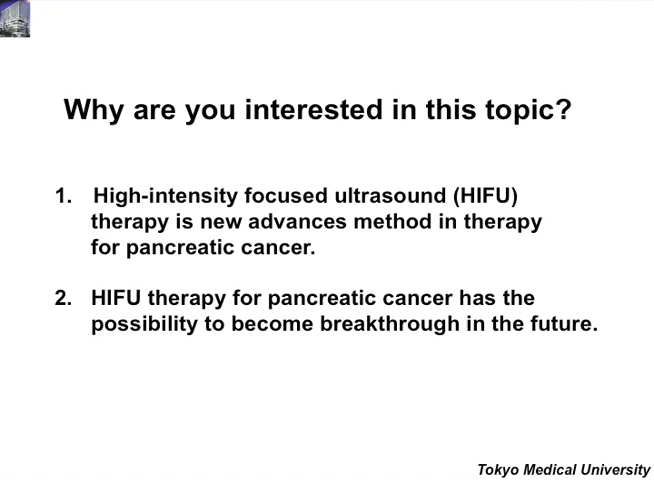 Why are you interested in this topic?
1. High-intensity focused ultrasound (HIFU)
therapy is new advances method in therapy
for pancreatic cancer.
2. HIFU therapy for pancreatic cancer has the
possibility to become breakthrough in the future.
Tokyo Medical University